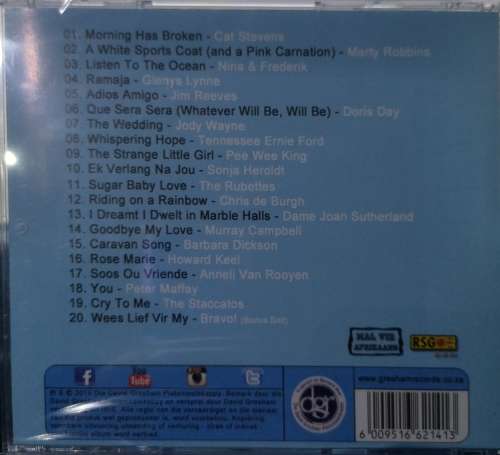 01. Morning Has Broken - Cat Stevens
02. A White Sports Coat (and a Pink Carnation) - Marty Robbins
03. Listen To The Ocean - Nina & Frederik
04. Ramaja - Glenys Lynne
05. Adios Amigo - Jim Reeves
06. Que Sera Sera (Whatever Will Be, Will Be) - Doris Day
07. The Wedding - Jody Wayne
08. Whispering Hope - Tennessee Ernie Ford
09. The Strange Little Girl - Pee Wee King
10. Ek Verlang Na Jou - Sonja Heroldt
11. Sugar Baby Love - The Rubettes
12. Riding on a Rainbow - Chris de Burgh
13. I Dreamt I Dwelt in Marble Halls - Dame Joan Sutherland
14. Goodbye My Love - Murray Campbell
15. Caravan Song - Barbara Dickson
16. Rose Marie - Howard Keel
17. Soos Ou Vriende - Anneli Van Rooyen
18. You - Peter Maffay
19. Cry To Me - The Staccatos
20. Wees Lief Vir My - Bravo!
MAL VIR
AFRIKAANS
RSG
f
You
Tube
www.greshamrecords.co.za
David Gresham
6 009516 621413